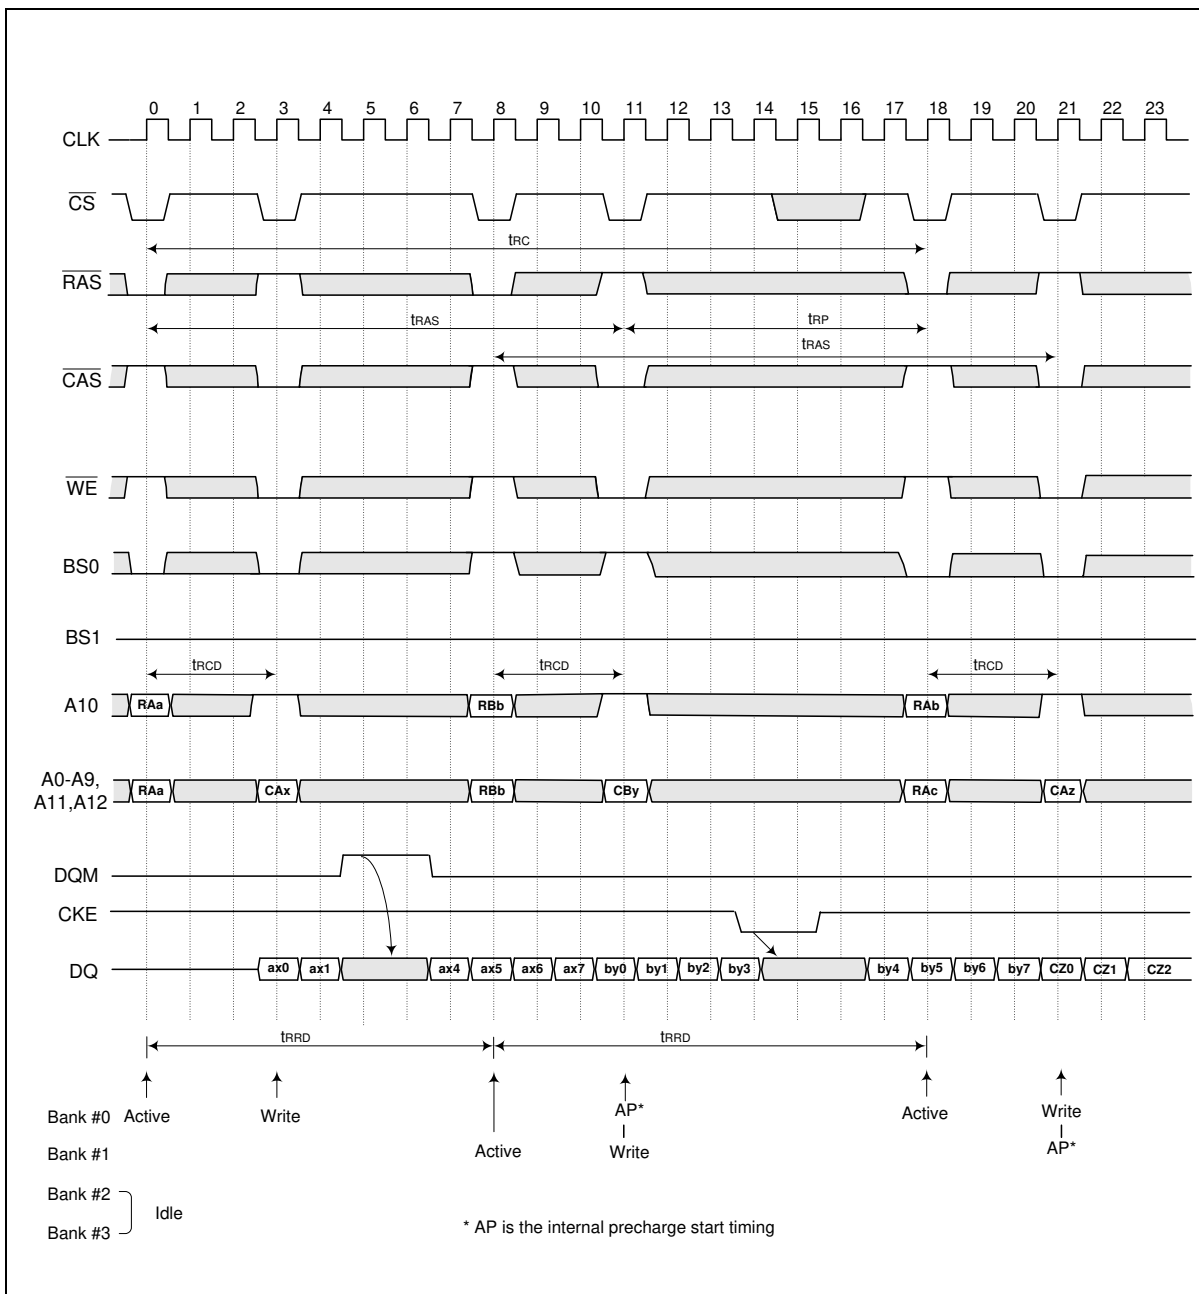 0 1 2 3 4 5 6 7 8 9 10 11 12 13 14 15 16 17 18 19 20 21 22 23
CLK
CS
tRC
RAS
tRAS tRP
tRAS
CAS
WE
BS0
BS1
tRCD tRCD tRCD
A10 RAa RBb RAb
A0-A9,
A11,A12
RAa CAx RBb CBy RAc CAz
DQM
CKE
DQ ax0 ax1 ax4 ax5 ax6 ax7 by0 by1 by2 by3 by4 by5 by6 by7 CZ0 CZ1 CZ2
tRRD tRRD
Bank #0 Active Write AP* Active Write
Bank #1 Active Write AP*
Bank #2
Idle
Bank #3
* AP is the internal precharge start timing